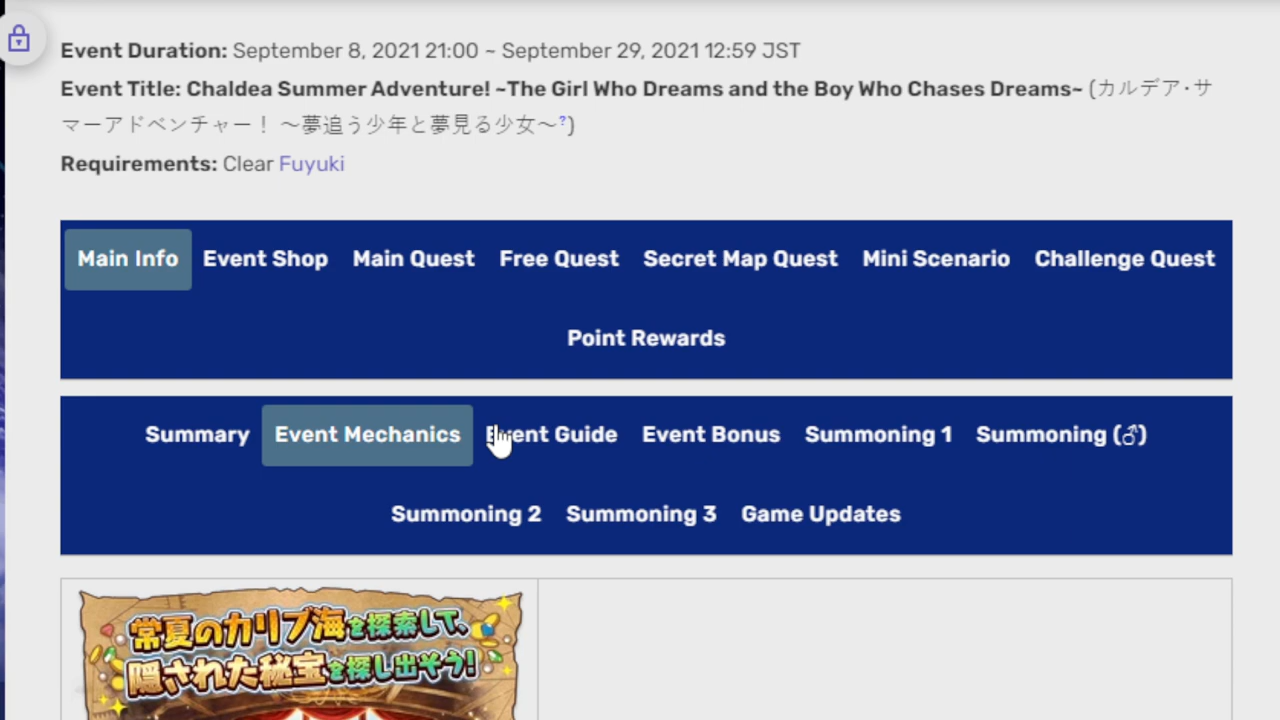 Event Duration: September 8, 2021 21:00 ~ September 29, 2021 12:59 JST
Event Title: Chaldea Summer Adventure! ~The Girl Who Dreams and the Boy Who Chases Dreams~ (カルデア・サ
マーアドベンチャー！ ～夢追う少年と夢見る少女～?)
Requirements: Clear Fuyuki
Main Info Event Shop Main Quest Free Quest Secret Map Quest Mini Scenario Challenge Quest
Point Rewards
Summary Event Mechanics Event Guide Event Bonus Summoning 1 Summoning (♂)
Summoning 2 Summoning 3 Game Updates
常夏のカリブ海を探索して、
隠された秘宝を探し出そう!